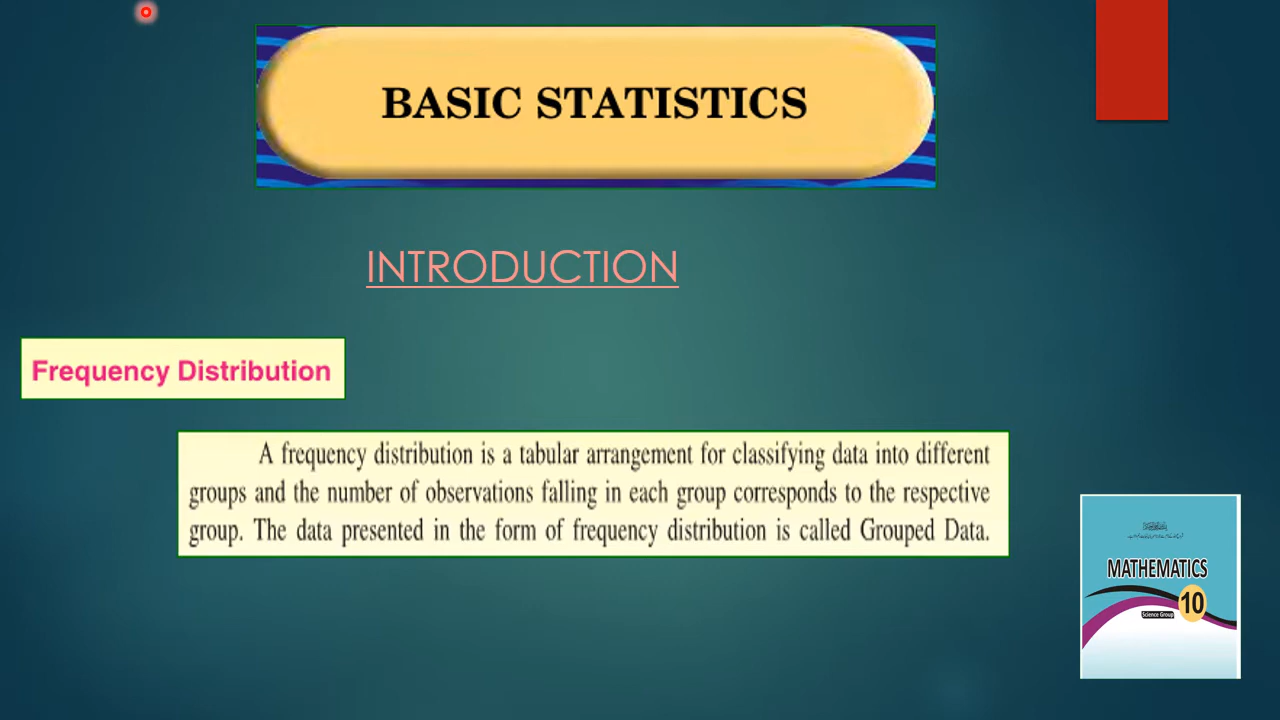 BASIC STATISTICS
INTRODUCTION
Frequency Distribution
A frequency distribution is a tabular arrangement for classifying data into different
groups and the number of observations falling in each group corresponds to the respective
group. The data presented in the form of frequency distribution is called Grouped Data.
MATHEMATICS
10
Science Group